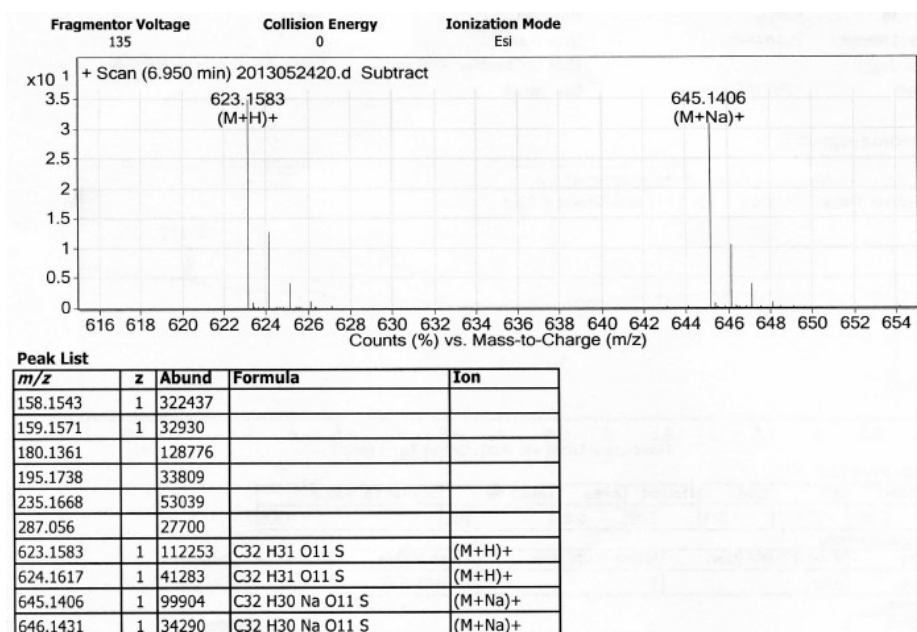 Fragmentor Voltage Collision Energy Ionization Mode
135 0 Esi
x10 1 + Scan (6.950 min) 2013052420.d Subtract
3.5 623.1583 645.1406
(M+H)+ (M+Na)+
3
2.5
2
1.5
1
0.5
0
616 618 620 622 624 626 628 630 632 634 636 638 640 642 644 646 648 650 652 654
Counts (%) vs. Mass-to-Charge (m/z)
Peak List
m/z z Abund Formula Ion
158.1543 1 322437
159.1571 1 32930
180.1361 128776
195.1738 33809
235.1668 53039
287.056 27700
623.1583 1 112253 C32 H31 O11 S (M+H)+
624.1617 1 41283 C32 H31 O11 S (M+H)+
645.1406 1 99904 C32 H30 Na O11 S (M+Na)+
646.1431 1 34290 C32 H30 Na O11 S (M+Na)+